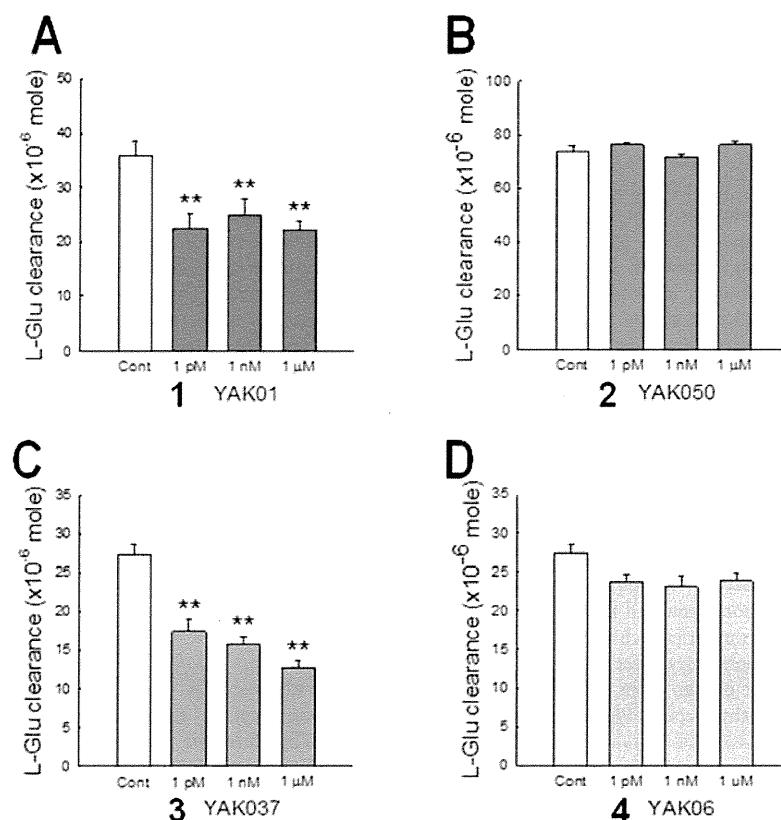 A
L-Glu clearance (x10⁻⁶ mole)
50
40
30
20
10
0
** ** **
Cont 1 pM 1 nM 1 μM
1 YAK01
B
L-Glu clearance (x10⁻⁶ mole)
100
80
60
40
20
0
Cont 1 pM 1 nM 1 μM
2 YAK050
C
L-Glu clearance (x10⁻⁶ mole)
35
30
25
20
15
10
5
0
** ** **
Cont 1 pM 1 nM 1 μM
3 YAK037
D
L-Glu clearance (x10⁻⁶ mole)
35
30
25
20
15
10
5
0
Cont 1 pM 1 nM 1 uM
4 YAK06